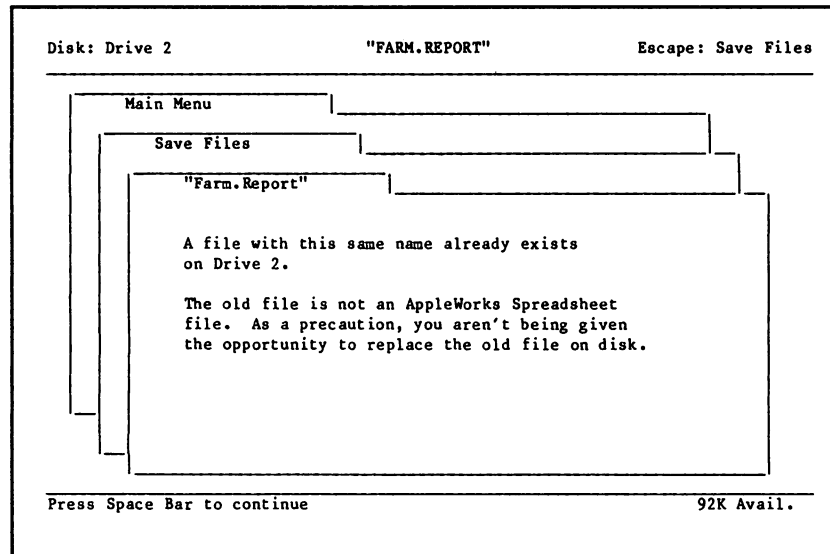 Disk: Drive 2 "FARM.REPORT" Escape: Save Files
Main Menu
Save Files
"Farm.Report"
A file with this same name already exists
on Drive 2.
The old file is not an AppleWorks Spreadsheet
file. As a precaution, you aren't being given
the opportunity to replace the old file on disk.
Press Space Bar to continue 92K Avail.